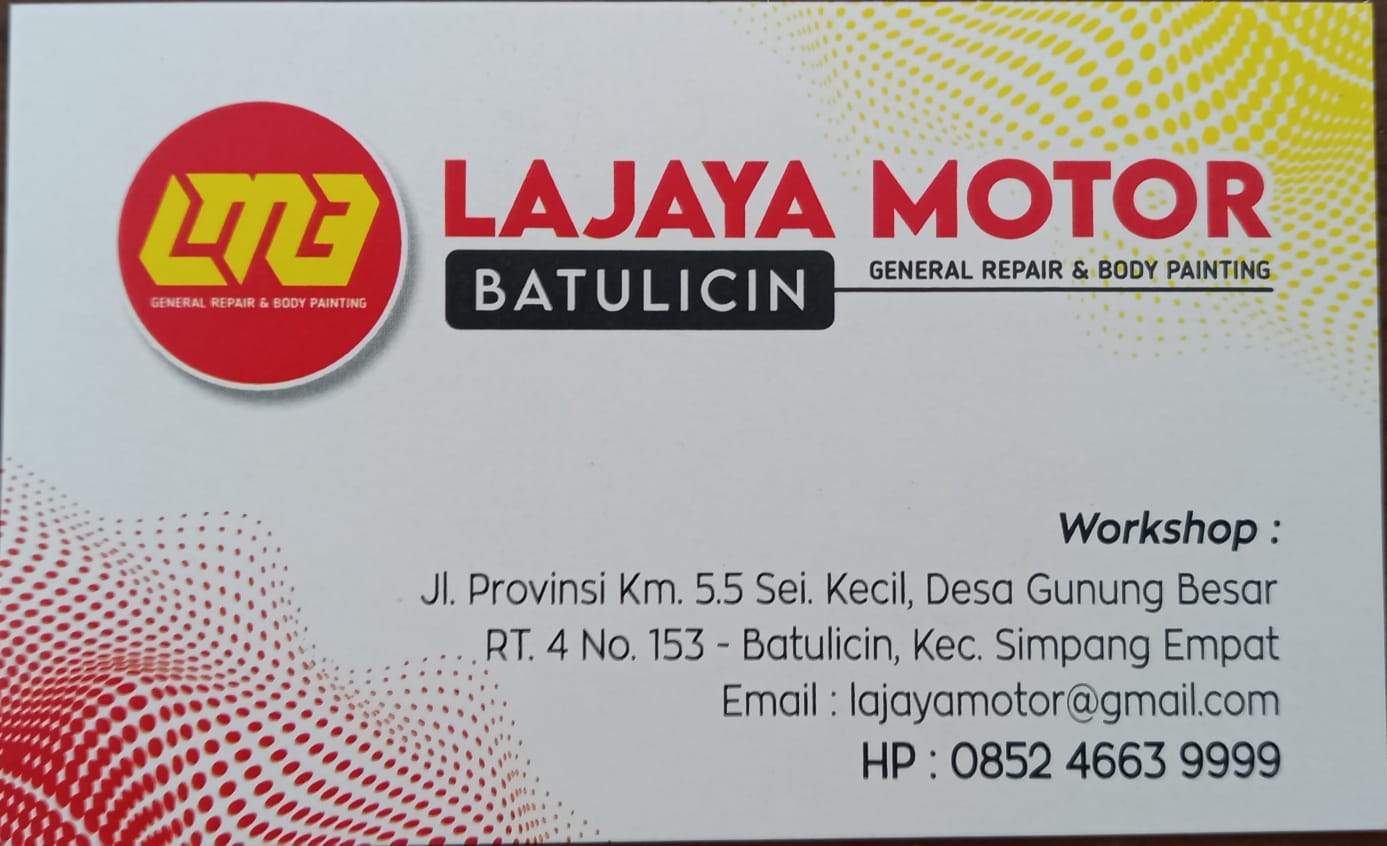 LMB
GENERAL REPAIR & BODY PAINTING
LAJAYA MOTOR
BATULICIN
GENERAL REPAIR & BODY PAINTING
Workshop :
Jl. Provinsi Km. 5.5 Sei. Kecil, Desa Gunung Besar
RT. 4 No. 153 - Batulicin, Kec. Simpang Empat
Email : lajayamotor@gmail.com
HP : 0852 4663 9999